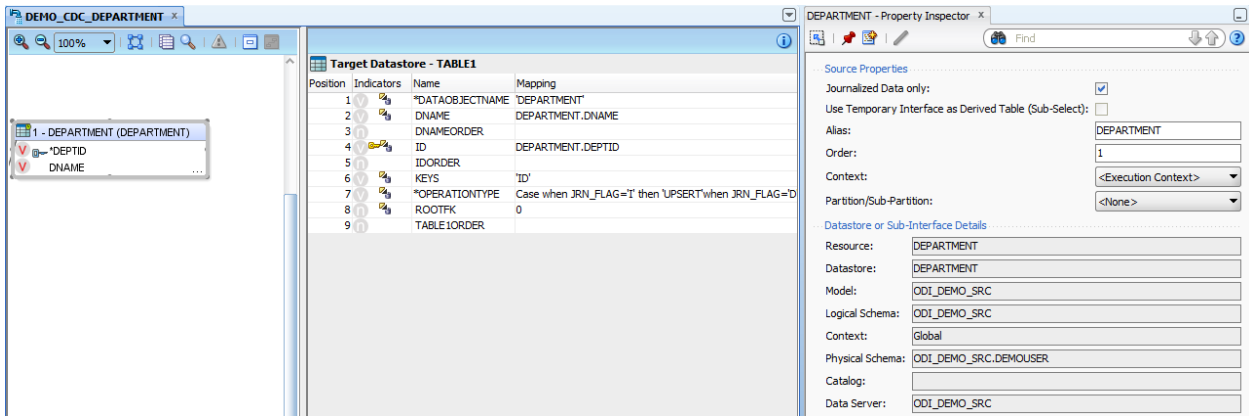 DEMO_CDC_DEPARTMENT
100%
1 - DEPARTMENT (DEPARTMENT)
*DEPTID
DNAME
...
Target Datastore - TABLE1
Position Indicators Name Mapping
1 *DATAOBJECTNAME 'DEPARTMENT'
2 DNAME DEPARTMENT.DNAME
3 DNAMEORDER
4 ID DEPARTMENT.DEPTID
5 IDORDER
6 KEYS 'ID'
7 *OPERATIONTYPE Case when JRN_FLAG='I' then 'UPSERT'when JRN_FLAG='D
8 ROOTFK 0
9 TABLE1ORDER
DEPARTMENT - Property Inspector
Find
Source Properties
Journalized Data only:
Use Temporary Interface as Derived Table (Sub-Select):
Alias: DEPARTMENT
Order: 1
Context: <Execution Context>
Partition/Sub-Partition: <None>
Datastore or Sub-Interface Details
Resource: DEPARTMENT
Datastore: DEPARTMENT
Model: ODI_DEMO_SRC
Logical Schema: ODI_DEMO_SRC
Context: Global
Physical Schema: ODI_DEMO_SRC.DEMOUSER
Catalog:
Data Server: ODI_DEMO_SRC